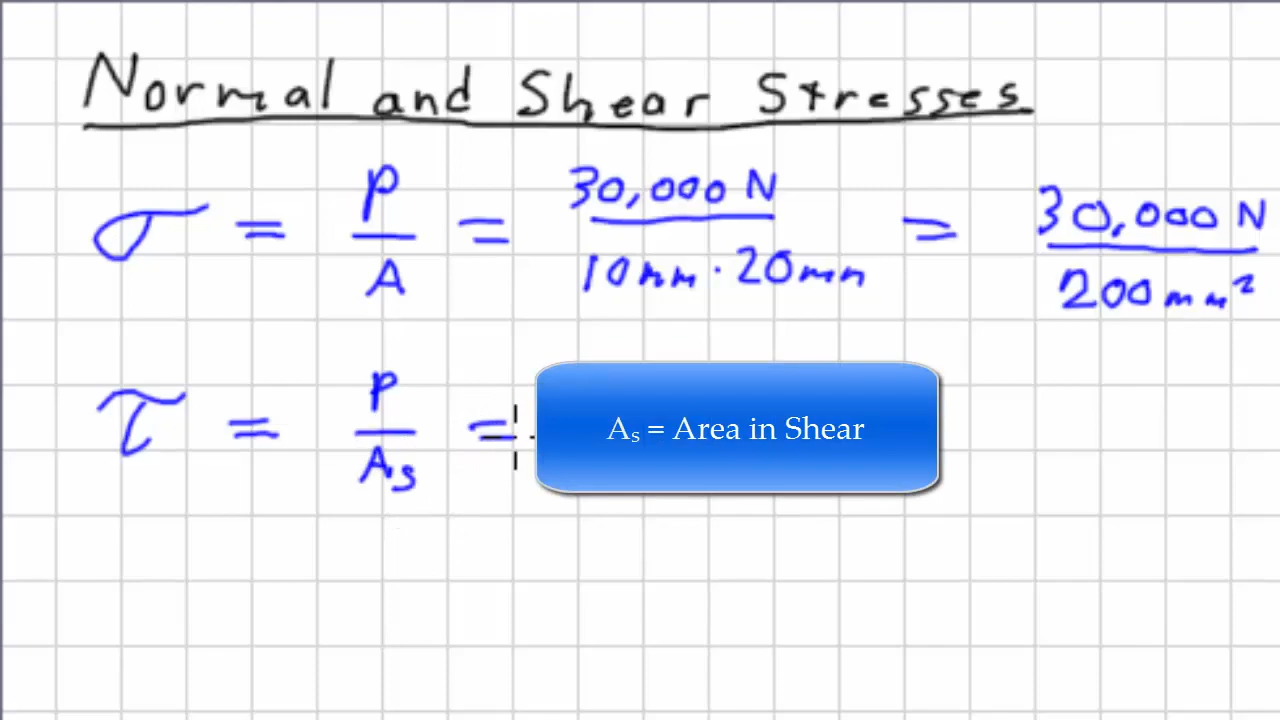 Normal and Shear Stresses
σ = P/A = 30,000 N / 10mm · 20mm = 30,000 N / 200mm²
τ = P/Aₛ =
Aₛ = Area in Shear